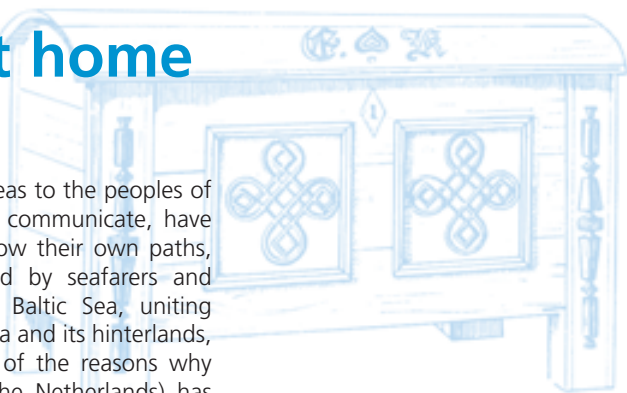 t home
eas to the peoples of
communicate, have
ow their own paths,
d by seafarers and
Baltic Sea, uniting
a and its hinterlands,
of the reasons why
he Netherlands) has